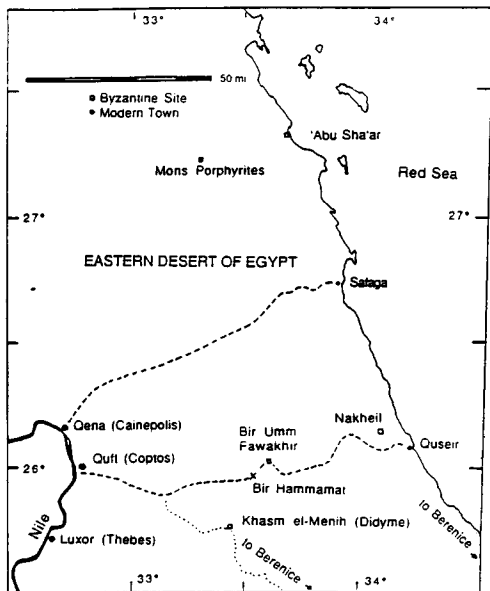 33°
34°
50 mi
Byzantine Site
Modern Town
'Abu Sha'ar
Mons Porphyrites
Red Sea
27°
27°
EASTERN DESERT OF EGYPT
Safaga
Qena (Cainepolis)
Nakheil
Bir Umm
Fawakhir
Quseir
Quft (Coptos)
26°
26°
Bir Hammamat
Khasm el-Menih (Didyme)
Nile
to Berenice
Luxor (Thebes)
to Berenice
33°
34°